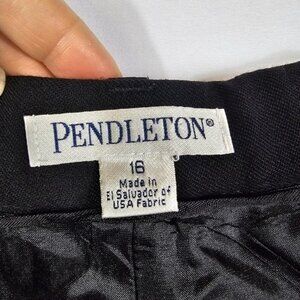 PENDLETON®
16
Made in
El Salvador of
USA Fabric